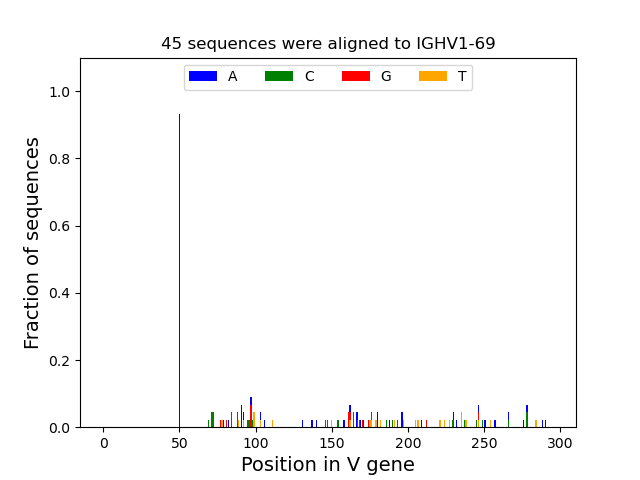 45 sequences were aligned to IGHV1-69
A C G T
Fraction of sequences
1.0
0.8
0.6
0.4
0.2
0.0
0 50 100 150 200 250 300
Position in V gene